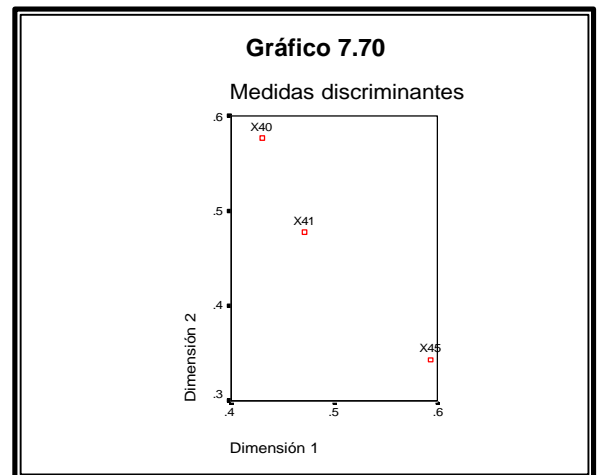 Gráfico 7.70
Medidas discriminantes
.6
X40
.5
X41
.4
X45
.3
.4 .5 .6
Dimensión 2
Dimensión 1